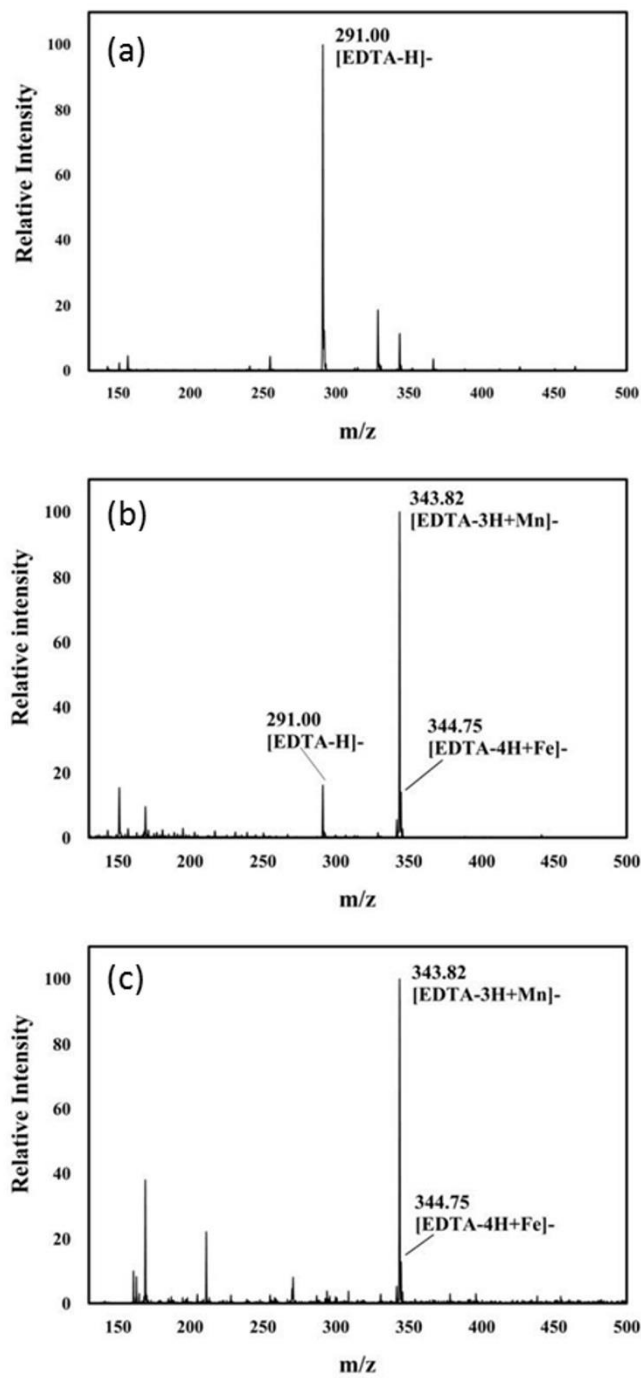 (a)
291.00
[EDTA-H]-
Relative Intensity
100
80
60
40
20
0
150 200 250 300 350 400 450 500
m/z
(b)
343.82
[EDTA-3H+Mn]-
291.00
[EDTA-H]-
344.75
[EDTA-4H+Fe]-
Relative intensity
100
80
60
40
20
0
150 200 250 300 350 400 450 500
m/z
(c)
343.82
[EDTA-3H+Mn]-
344.75
[EDTA-4H+Fe]-
Relative Intensity
100
80
60
40
20
0
150 200 250 300 350 400 450 500
m/z